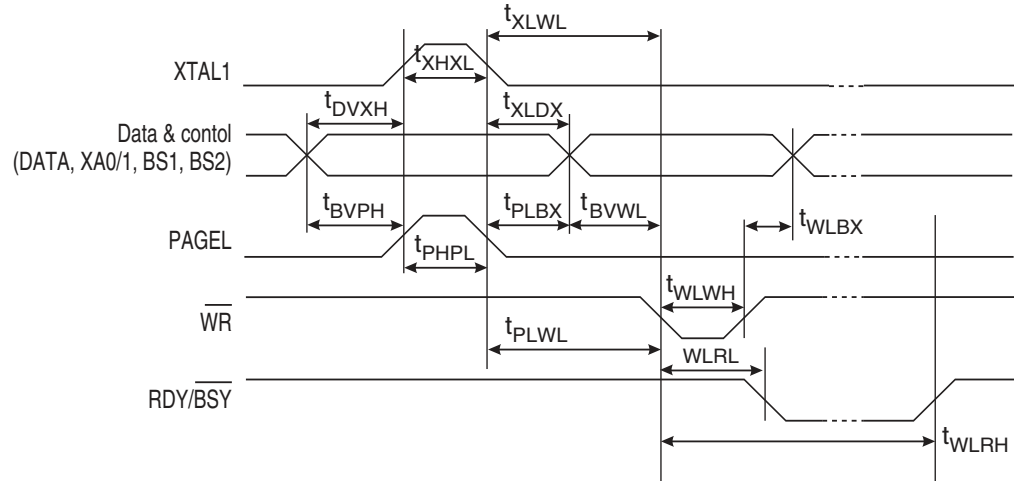 tXLWL
XTAL1
tXHXL
tDVXH
tXLDX
Data & contol
(DATA, XA0/1, BS1, BS2)
tBVPH
tPLBX
tBVWL
tWLBX
PAGEL
tPHPL
tWLWH
WR
tPLWL
WLRL
RDY/BSY
tWLRH